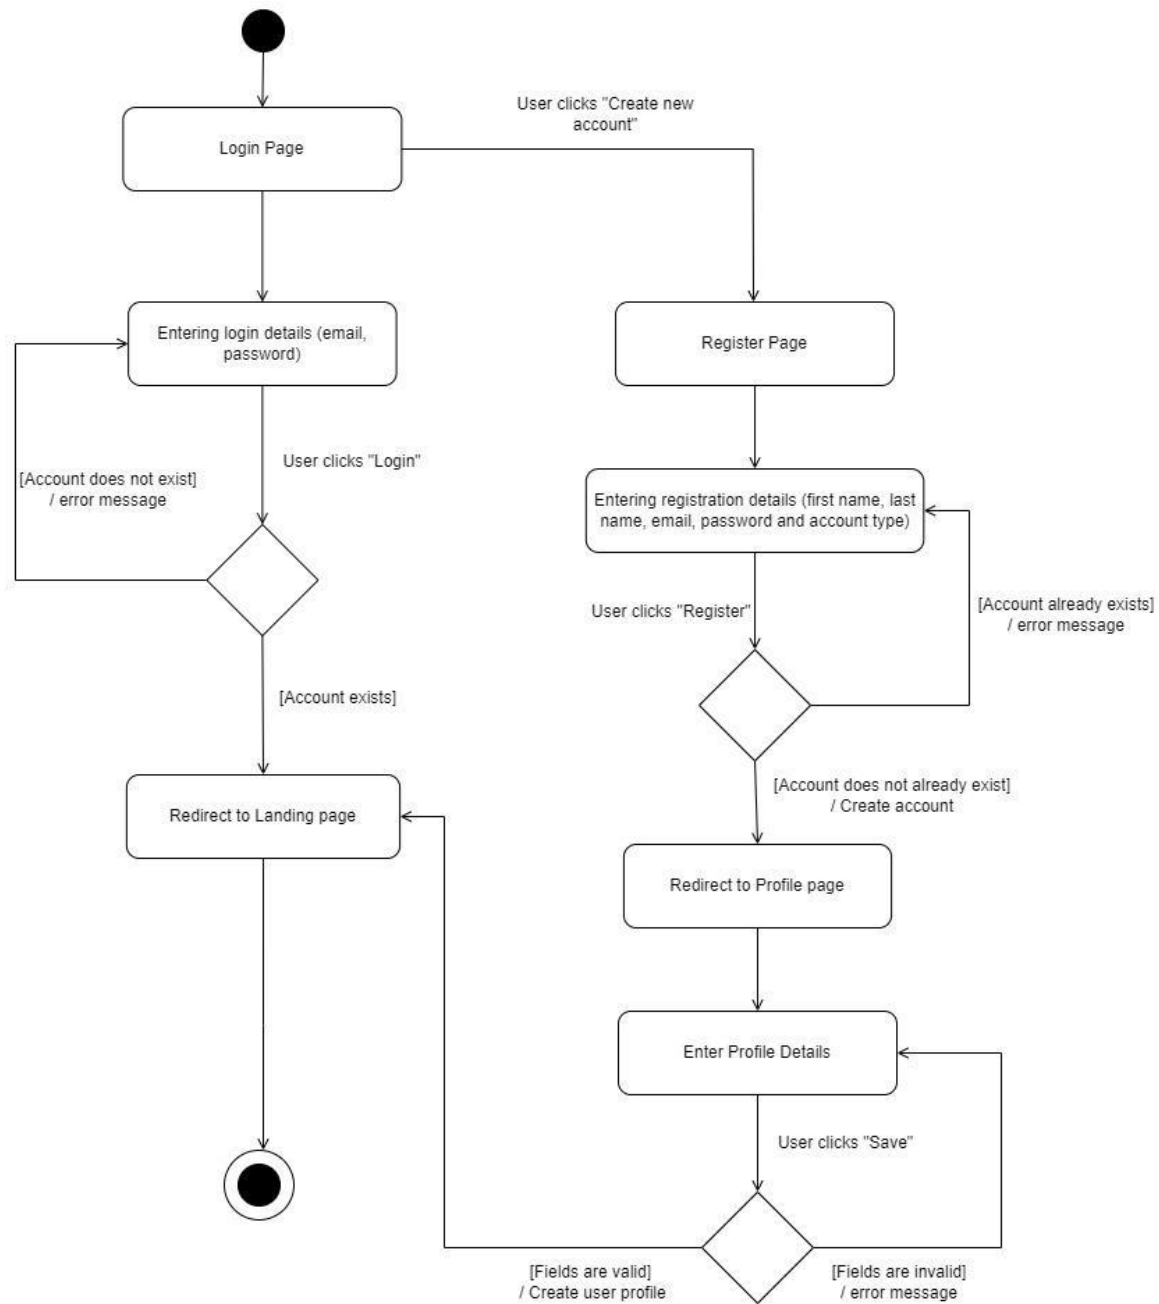 User clicks "Create new
account"
Login Page
Entering login details (email,
password)
Register Page
User clicks "Login"
[Account does not exist]
/ error message
Entering registration details (first name, last
name, email, password and account type)
User clicks "Register"
[Account already exists]
/ error message
[Account exists]
[Account does not already exist]
/ Create account
Redirect to Landing page
Redirect to Profile page
Enter Profile Details
User clicks "Save"
[Fields are valid]
/ Create user profile
[Fields are invalid]
/ error message